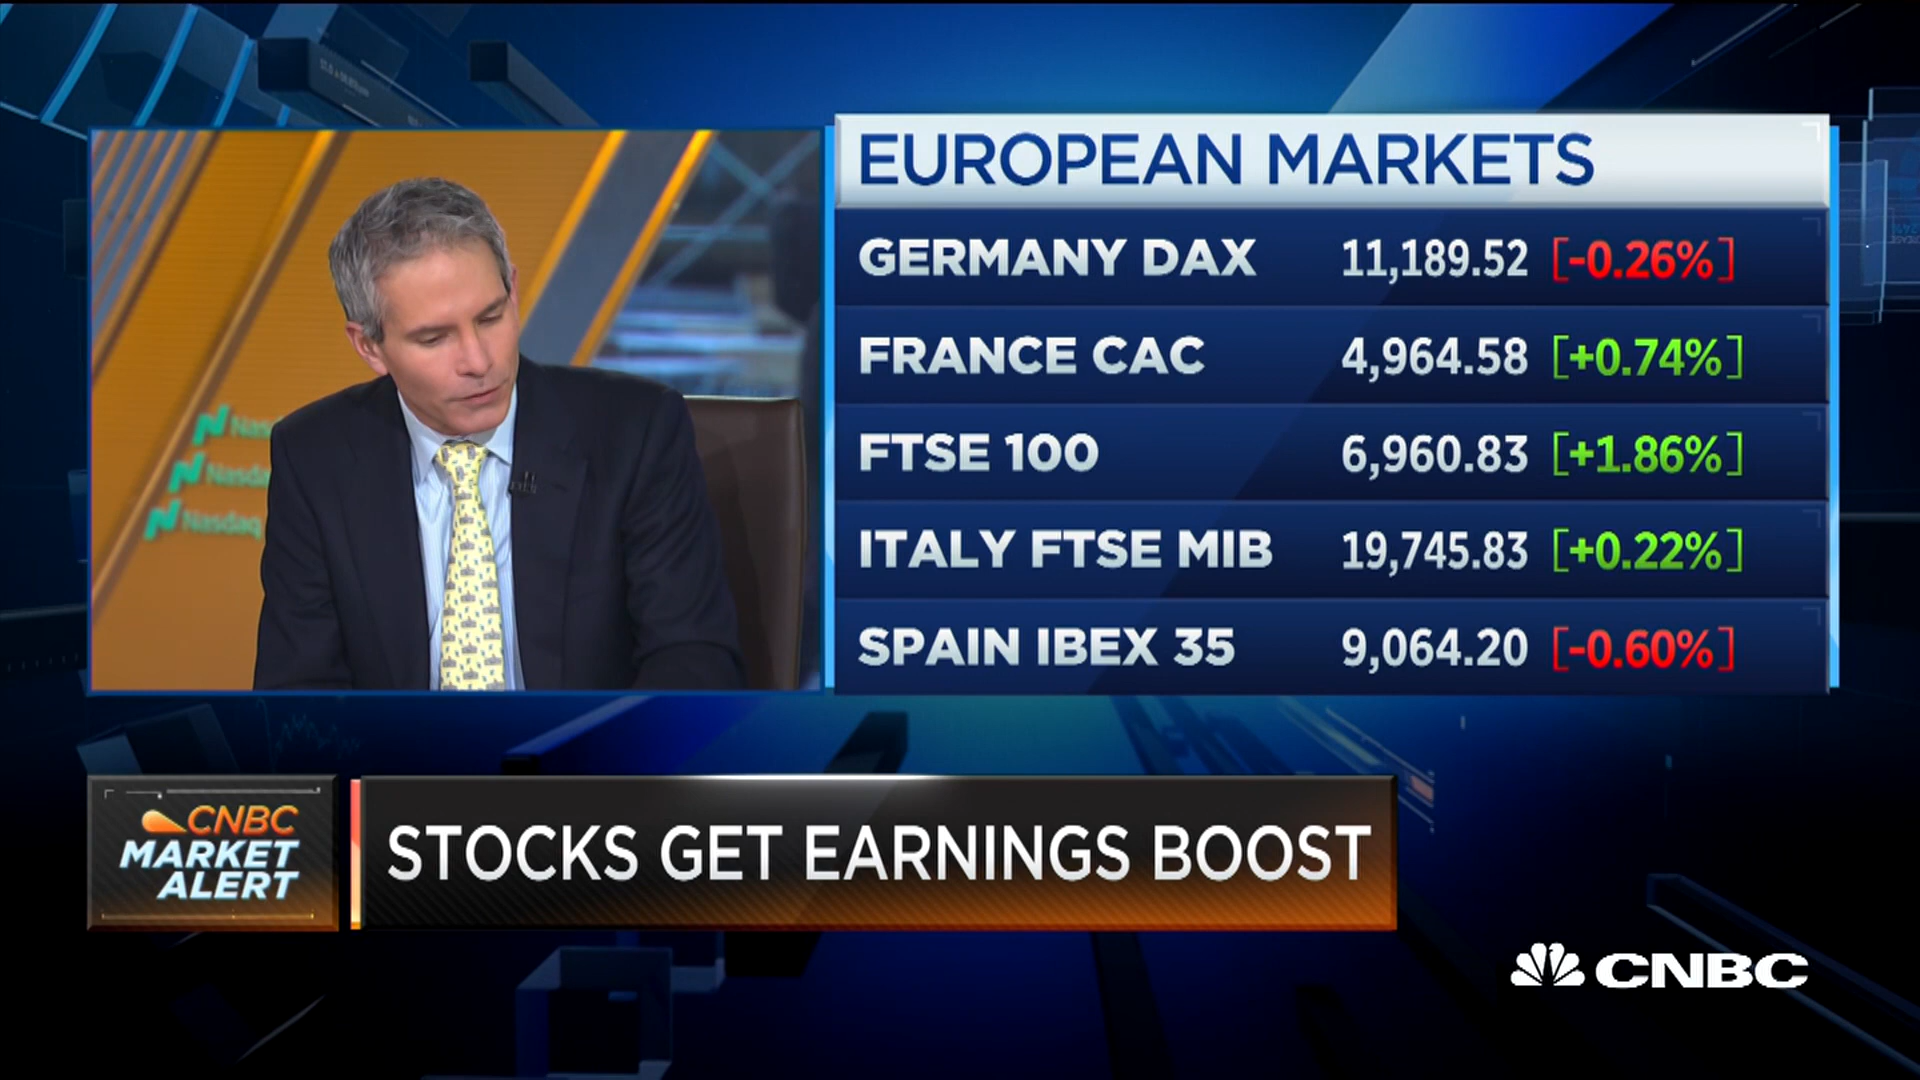 EUROPEAN MARKETS
GERMANY DAX 11,189.52 [-0.26%]
FRANCE CAC 4,964.58 [+0.74%]
FTSE 100 6,960.83 [+1.86%]
ITALY FTSE MIB 19,745.83 [+0.22%]
SPAIN IBEX 35 9,064.20 [-0.60%]
Nasdaq
Nasdaq
CNBC
MARKET
ALERT
STOCKS GET EARNINGS BOOST
CNBC